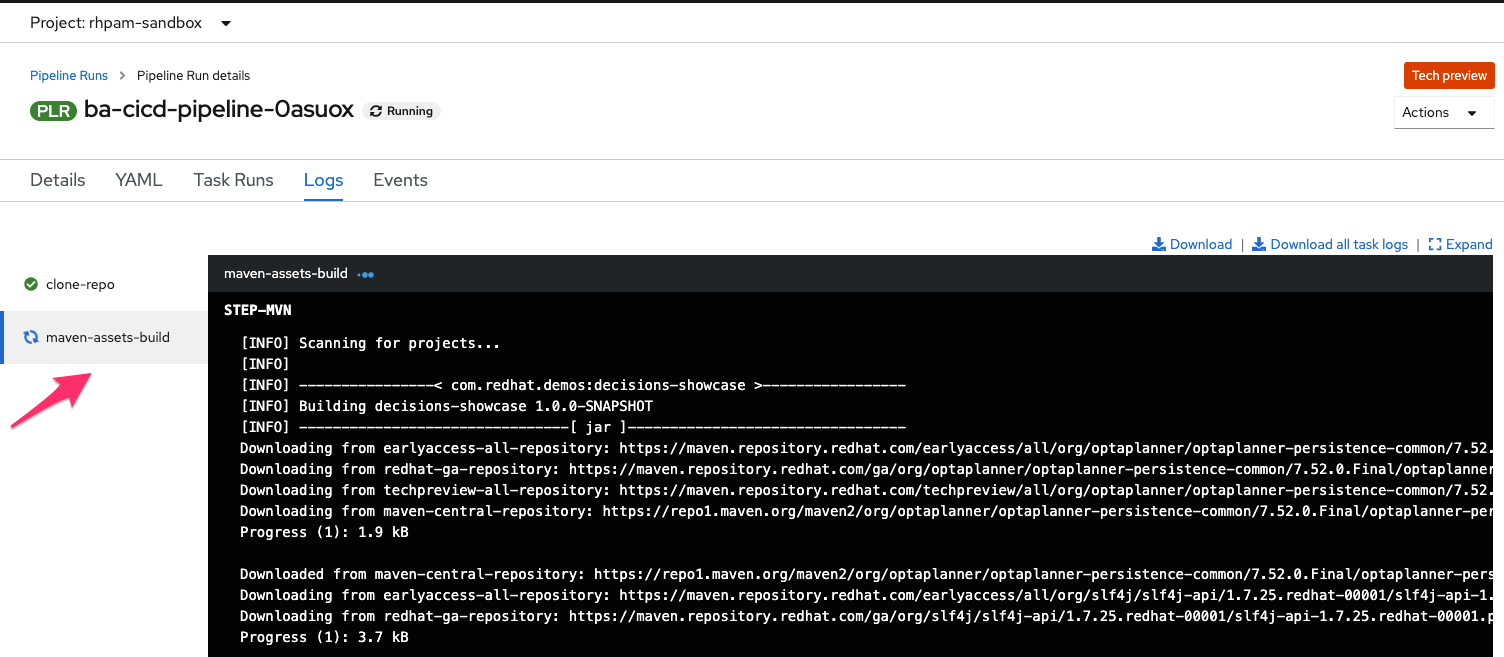 Project: rhpam-sandbox
Pipeline Runs > Pipeline Run details
Tech preview
PLR ba-cicd-pipeline-0asuox Running
Actions
Details YAML Task Runs Logs Events
Download | Download all task logs | Expand
clone-repo
maven-assets-build
maven-assets-build
STEP-MVN
[INFO] Scanning for projects...
[INFO]
[INFO] ----------------< com.redhat.demos:decisions-showcase >-----------------
[INFO] Building decisions-showcase 1.0.0-SNAPSHOT
[INFO] --------------------------------[ jar ]---------------------------------
Downloading from earlyaccess-all-repository: https://maven.repository.redhat.com/earlyaccess/all/org/optaplanner/optaplanner-persistence-common/7.52.
Downloading from redhat-ga-repository: https://maven.repository.redhat.com/ga/org/optaplanner/optaplanner-persistence-common/7.52.0.Final/optaplanner
Downloading from techpreview-all-repository: https://maven.repository.redhat.com/techpreview/all/org/optaplanner/optaplanner-persistence-common/7.52.
Downloading from maven-central-repository: https://repo1.maven.org/maven2/org/optaplanner/optaplanner-persistence-common/7.52.0.Final/optaplanner-per
Progress (1): 1.9 kB
Downloaded from maven-central-repository: https://repo1.maven.org/maven2/org/optaplanner/optaplanner-persistence-common/7.52.0.Final/optaplanner-pers
Downloading from earlyaccess-all-repository: https://maven.repository.redhat.com/earlyaccess/all/org/slf4j/slf4j-api/1.7.25.redhat-00001/slf4j-api-1.
Downloading from redhat-ga-repository: https://maven.repository.redhat.com/ga/org/slf4j/slf4j-api/1.7.25.redhat-00001/slf4j-api-1.7.25.redhat-00001.p
Progress (1): 3.7 kB